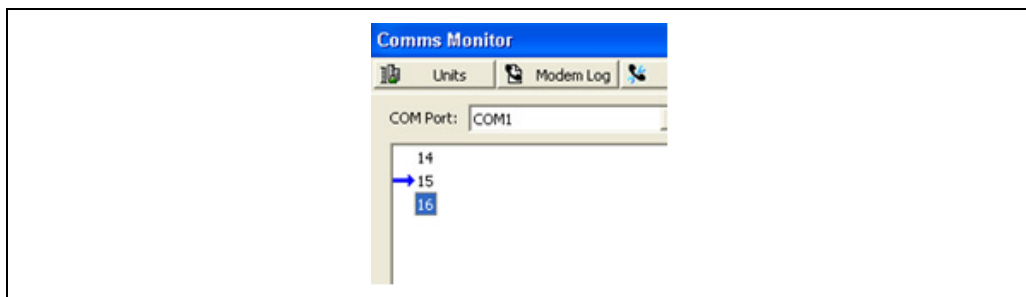 Comms Monitor
Units Modem Log
COM Port: COM1
14
15
16